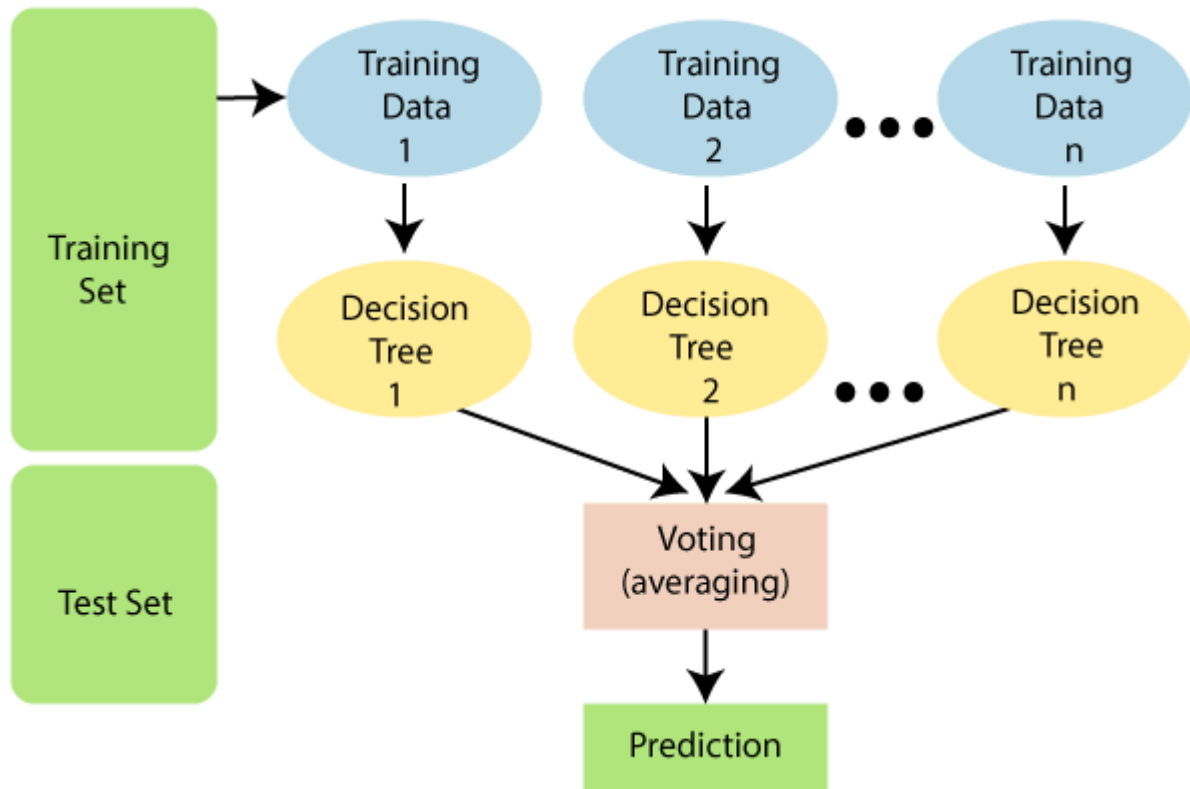 Training
Set
Test Set
Training
Data
1
Training
Data
2
Training
Data
n
Decision
Tree
1
Decision
Tree
2
Decision
Tree
n
Voting
(averaging)
Prediction